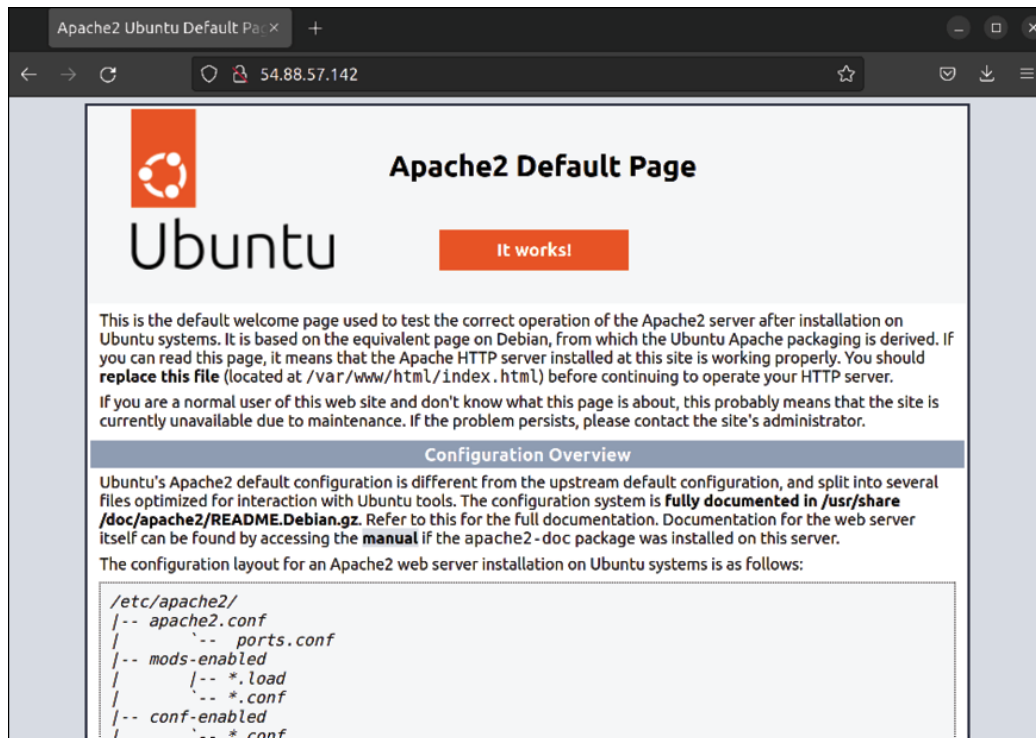 Apache2 Ubuntu Default Pag
54.88.57.142
Apache2 Default Page
Ubuntu
It works!
This is the default welcome page used to test the correct operation of the Apache2 server after installation on
Ubuntu systems. It is based on the equivalent page on Debian, from which the Ubuntu Apache packaging is derived. If
you can read this page, it means that the Apache HTTP server installed at this site is working properly. You should
replace this file (located at /var/www/html/index.html) before continuing to operate your HTTP server.
If you are a normal user of this web site and don't know what this page is about, this probably means that the site is
currently unavailable due to maintenance. If the problem persists, please contact the site's administrator.
Configuration Overview
Ubuntu's Apache2 default configuration is different from the upstream default configuration, and split into several
files optimized for interaction with Ubuntu tools. The configuration system is fully documented in /usr/share
/doc/apache2/README.Debian.gz. Refer to this for the full documentation. Documentation for the web server
itself can be found by accessing the manual if the apache2-doc package was installed on this server.
The configuration layout for an Apache2 web server installation on Ubuntu systems is as follows:
/etc/apache2/
|-- apache2.conf
|       `--  ports.conf
|-- mods-enabled
|       |-- *.load
|       `-- *.conf
|-- conf-enabled
|       `-- *.conf